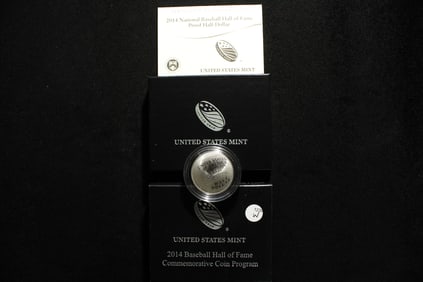 2014 National Baseball Hall of Fame
Proof Half Dollar
UNITED STATES MINT
UNITED STATES MINT
UNITED STATES MINT
2014 Baseball Hall of Fame
Commemorative Coin Program